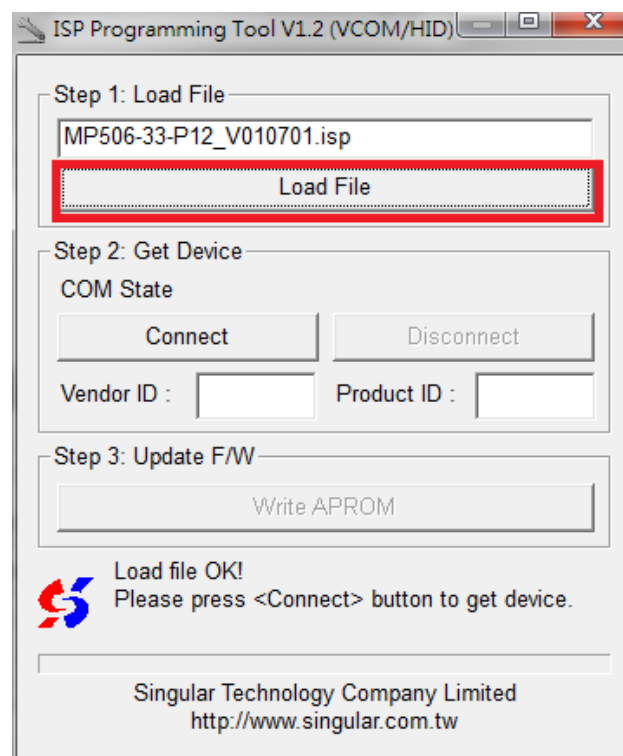 ISP Programming Tool V1.2 (VCOM/HID)
Step 1: Load File
MP506-33-P12_V010701.isp
Load File
Step 2: Get Device
COM State
Connect
Disconnect
Vendor ID :
Product ID :
Step 3: Update F/W
Write APROM
Load file OK!
Please press <Connect> button to get device.
Singular Technology Company Limited
http://www.singular.com.tw